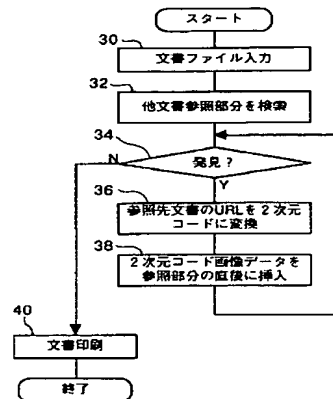 スタート
30
文書ファイル入力
32
他文書参照部分を検索
34
N
発見?
Y
36
参照先文書のURLを2次元
コードに変換
38
2次元コード画像データを
参照部分の直後に挿入
40
文書印刷
終了